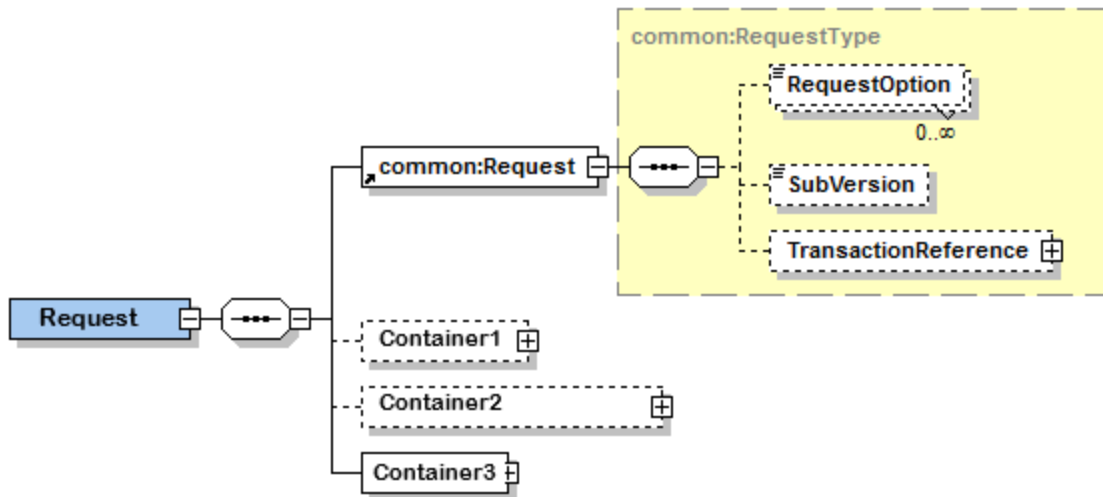 common:RequestType
RequestOption
0..∞
common:Request
SubVersion
TransactionReference
Request
Container1
Container2
Container3